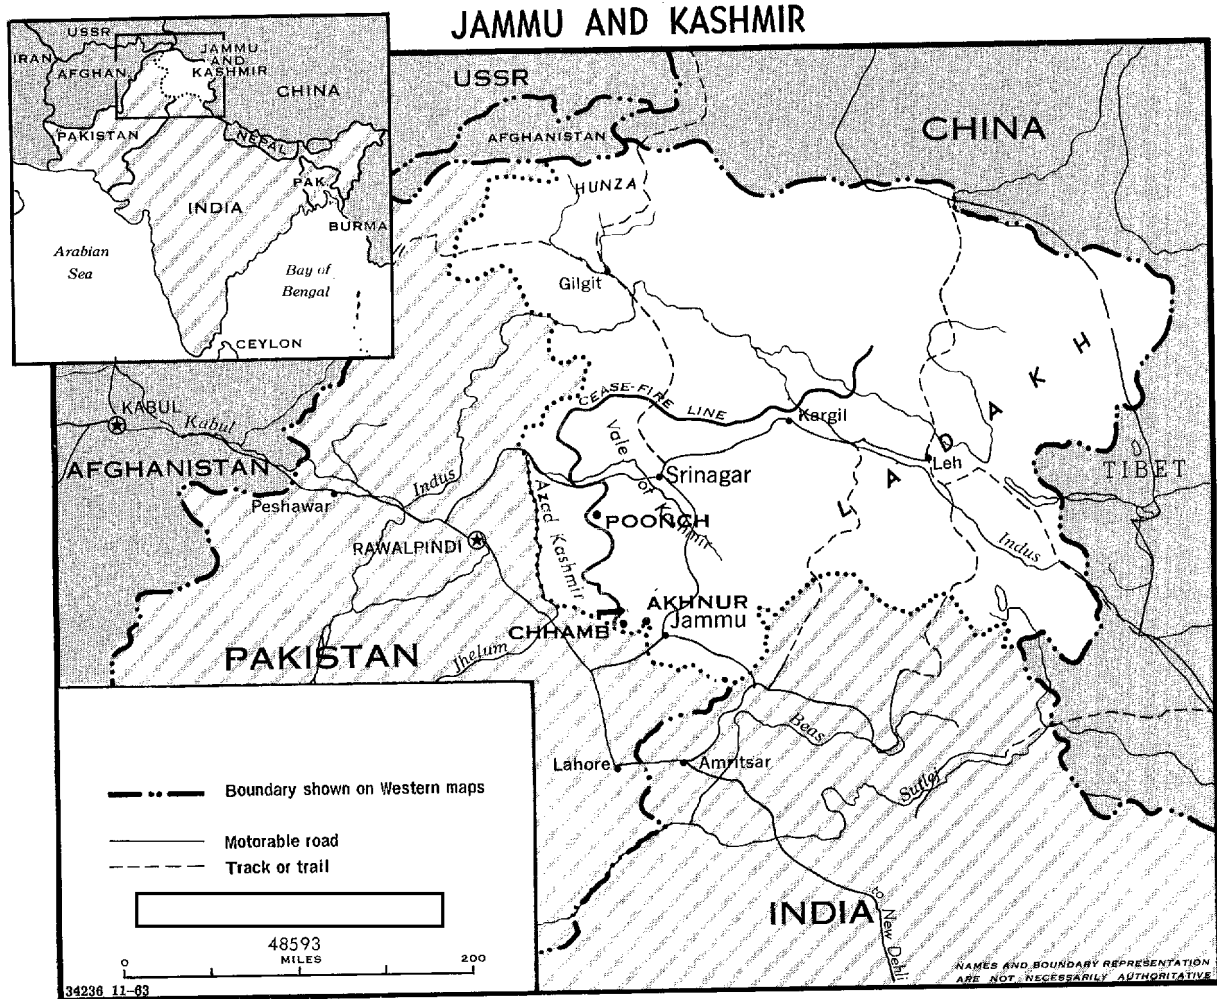 JAMMU AND KASHMIR
USSR
IRAN
AFGHAN.
JAMMU
AND
KASHMIR
CHINA
PAKISTAN
NEPAL
PAK.
INDIA
BURMA
Arabian
Sea
Bay of
Bengal
CEYLON
USSR
AFGHANISTAN
CHINA
HUNZA
Gilgit
CEASE-FIRE LINE
Kargil
LADAKH
Leh
TIBET
KABUL
Kabul
AFGHANISTAN
Indus
Peshawar
Vale of Kashmir
Srinagar
Azad Kashmir
POONCH
RAWALPINDI
Indus
AKHNUR
Jammu
CHHAMB
PAKISTAN
Jhelum
Beas
Lahore
Amritsar
Sutlej
INDIA
to New Delhi
Boundary shown on Western maps
Motorable road
Track or trail
48593
MILES
0 200
34236 11-63
NAMES AND BOUNDARY REPRESENTATION
ARE NOT NECESSARILY AUTHORITATIVE